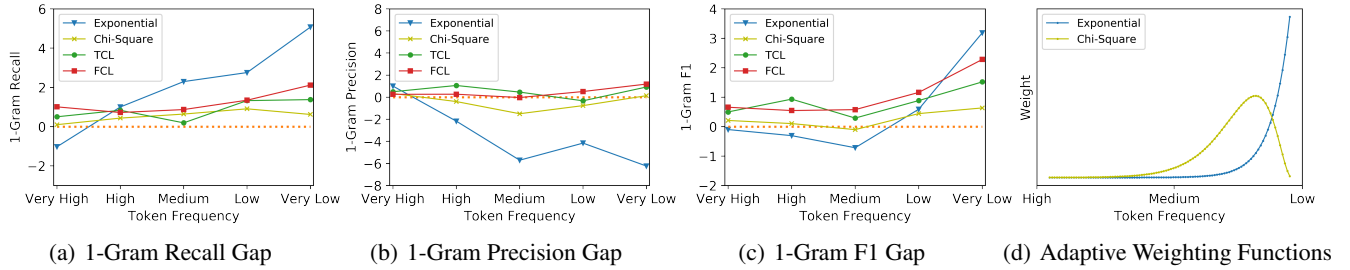 6
4
2
0
−2
1-Gram Recall
Exponential
Chi-Square
TCL
FCL
Very High High Medium Low Very Low
Token Frequency
(a) 1-Gram Recall Gap
8
6
4
2
0
−2
−4
−6
−8
1-Gram Precision
Exponential
Chi-Square
TCL
FCL
Very High High Medium Low Very Low
Token Frequency
(b) 1-Gram Precision Gap
4
3
2
1
0
−1
−2
1-Gram F1
Exponential
Chi-Square
TCL
FCL
Very High High Medium Low Very Low
Token Frequency
(c) 1-Gram F1 Gap
Weight
Exponential
Chi-Square
High Medium Low
Token Frequency
(d) Adaptive Weighting Functions